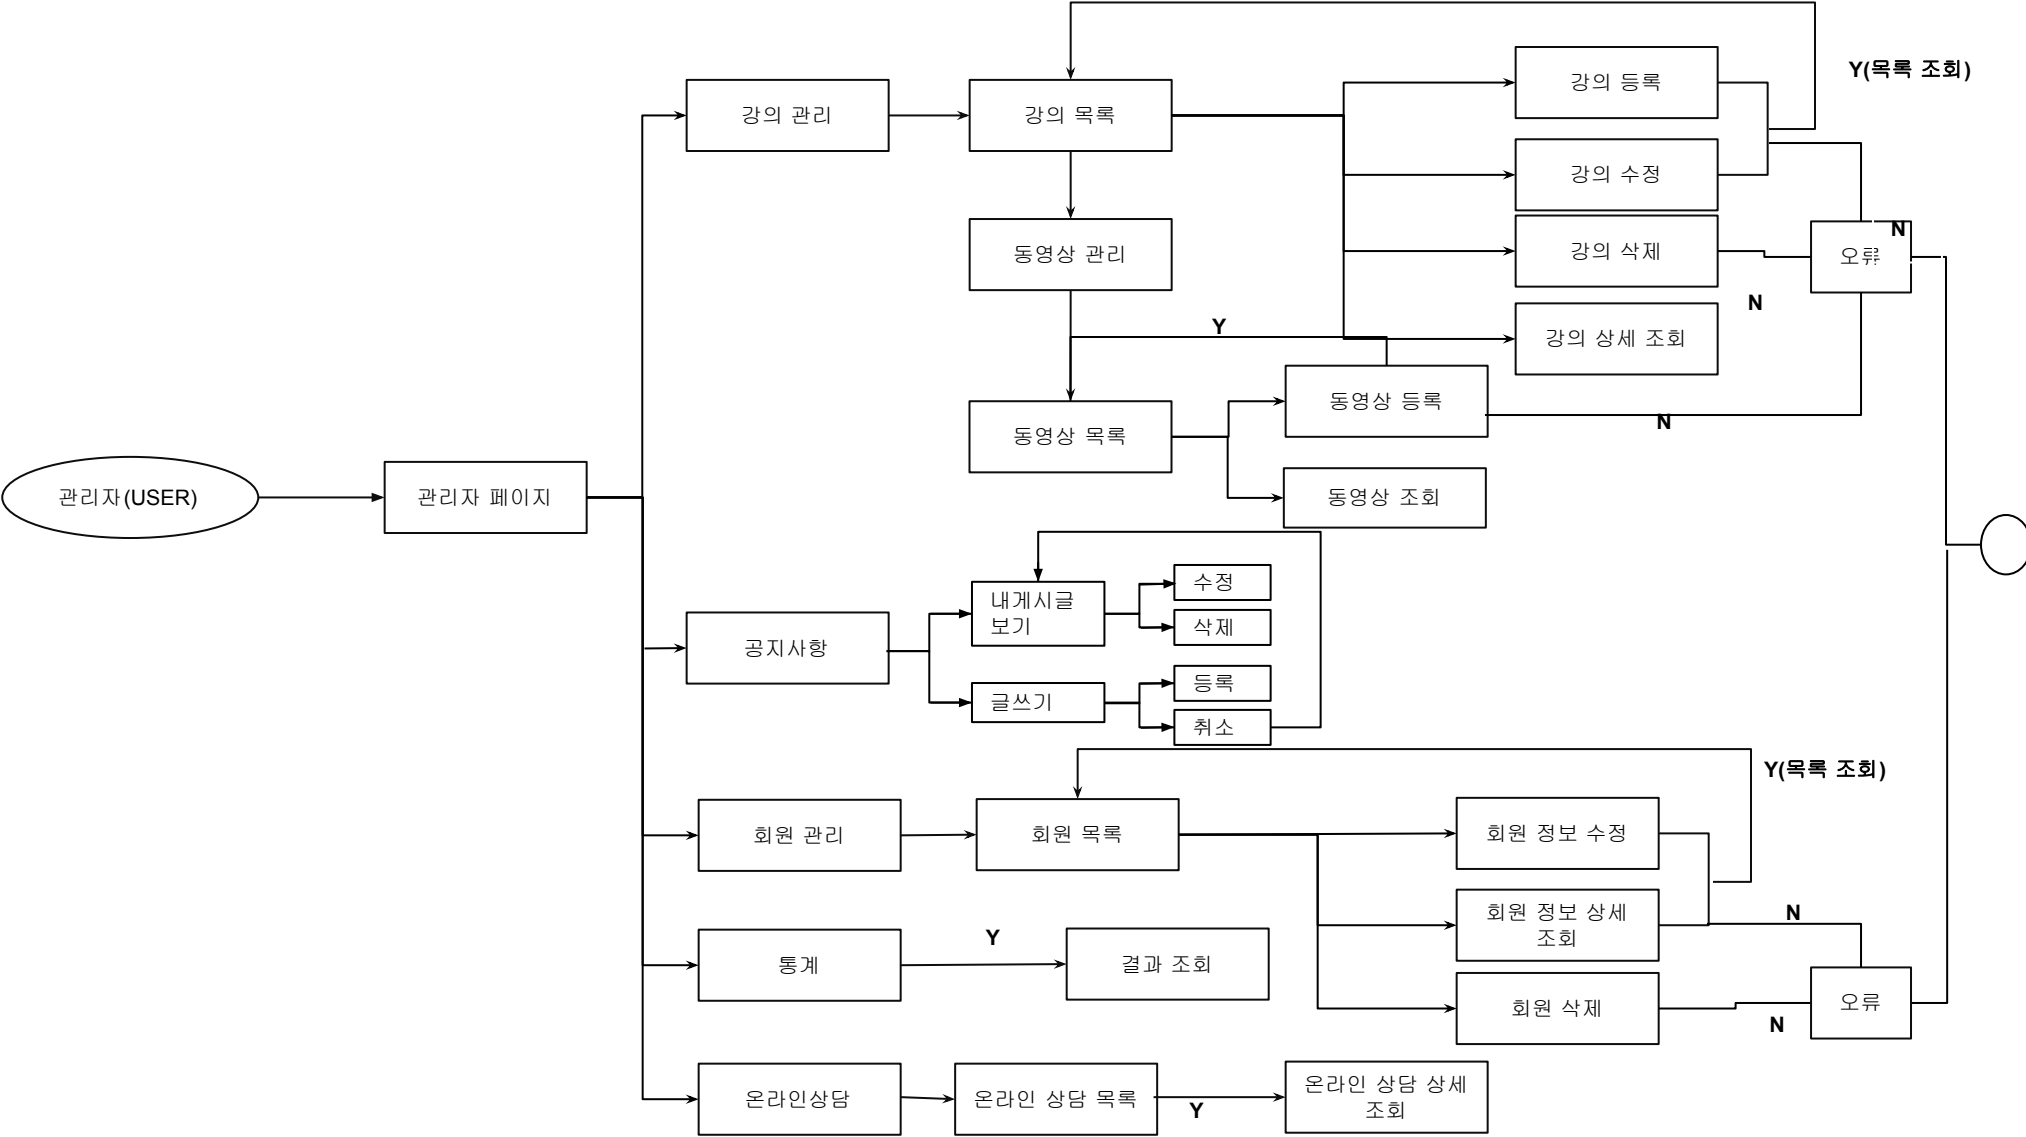 Y(목록 조회)
강의 등록
강의 관리
강의 목록
강의 수정
N
강의 삭제
오류
동영상 관리
N
강의 상세 조회
Y
동영상 등록
N
동영상 목록
동영상 조회
관리자(USER)
관리자 페이지
공지사항
내게시글
보기
수정
삭제
글쓰기
등록
취소
Y(목록 조회)
회원 관리
회원 목록
회원 정보 수정
회원 정보 상세
조회
N
통계
Y
결과 조회
회원 삭제
N
오류
온라인상담
온라인 상담 목록
Y
온라인 상담 상세
조회